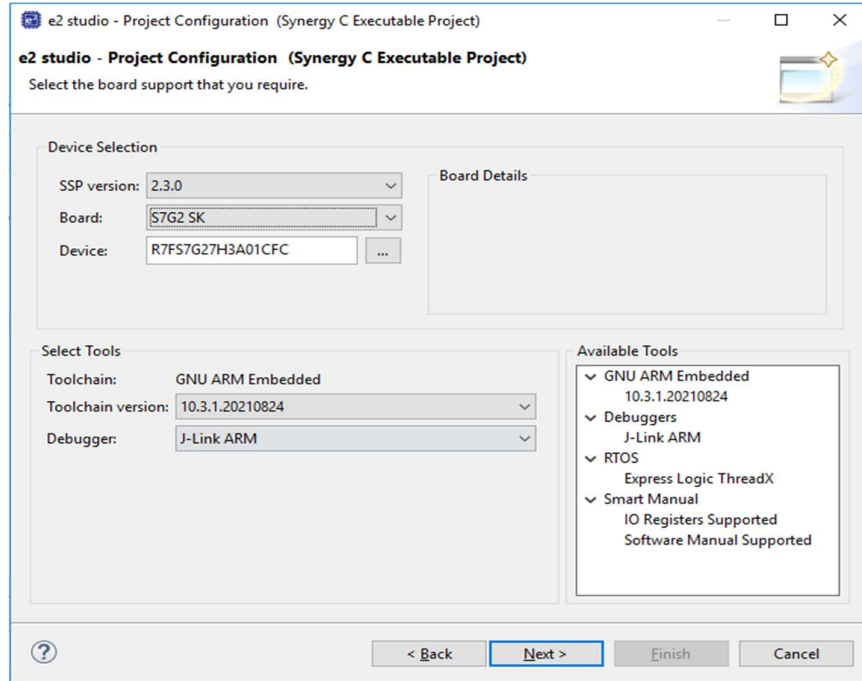 e2 studio - Project Configuration (Synergy C Executable Project)
e2 studio - Project Configuration (Synergy C Executable Project)
Select the board support that you require.
Device Selection
SSP version: 2.3.0
Board: S7G2 SK
Device: R7FS7G27H3A01CFC ...
Board Details
Select Tools
Toolchain: GNU ARM Embedded
Toolchain version: 10.3.1.20210824
Debugger: J-Link ARM
Available Tools
GNU ARM Embedded
10.3.1.20210824
Debuggers
J-Link ARM
RTOS
Express Logic ThreadX
Smart Manual
IO Registers Supported
Software Manual Supported
? < Back Next > Finish Cancel